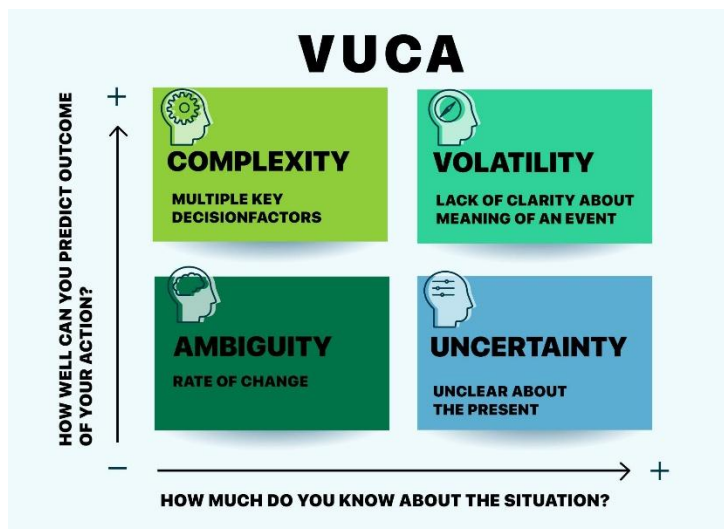 VUCA
+
COMPLEXITY
MULTIPLE KEY
DECISIONFACTORS
VOLATILITY
LACK OF CLARITY ABOUT
MEANING OF AN EVENT
AMBIGUITY
RATE OF CHANGE
UNCERTAINTY
UNCLEAR ABOUT
THE PRESENT
HOW WELL CAN YOU PREDICT OUTCOME
OF YOUR ACTION?
−
+
HOW MUCH DO YOU KNOW ABOUT THE SITUATION?